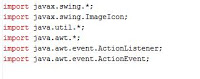 import javax.swing.*;
import javax.swing.ImageIcon;
import java.util.*;
import java.awt.*;
import java.awt.event.ActionListener;
import java.awt.event.ActionEvent;